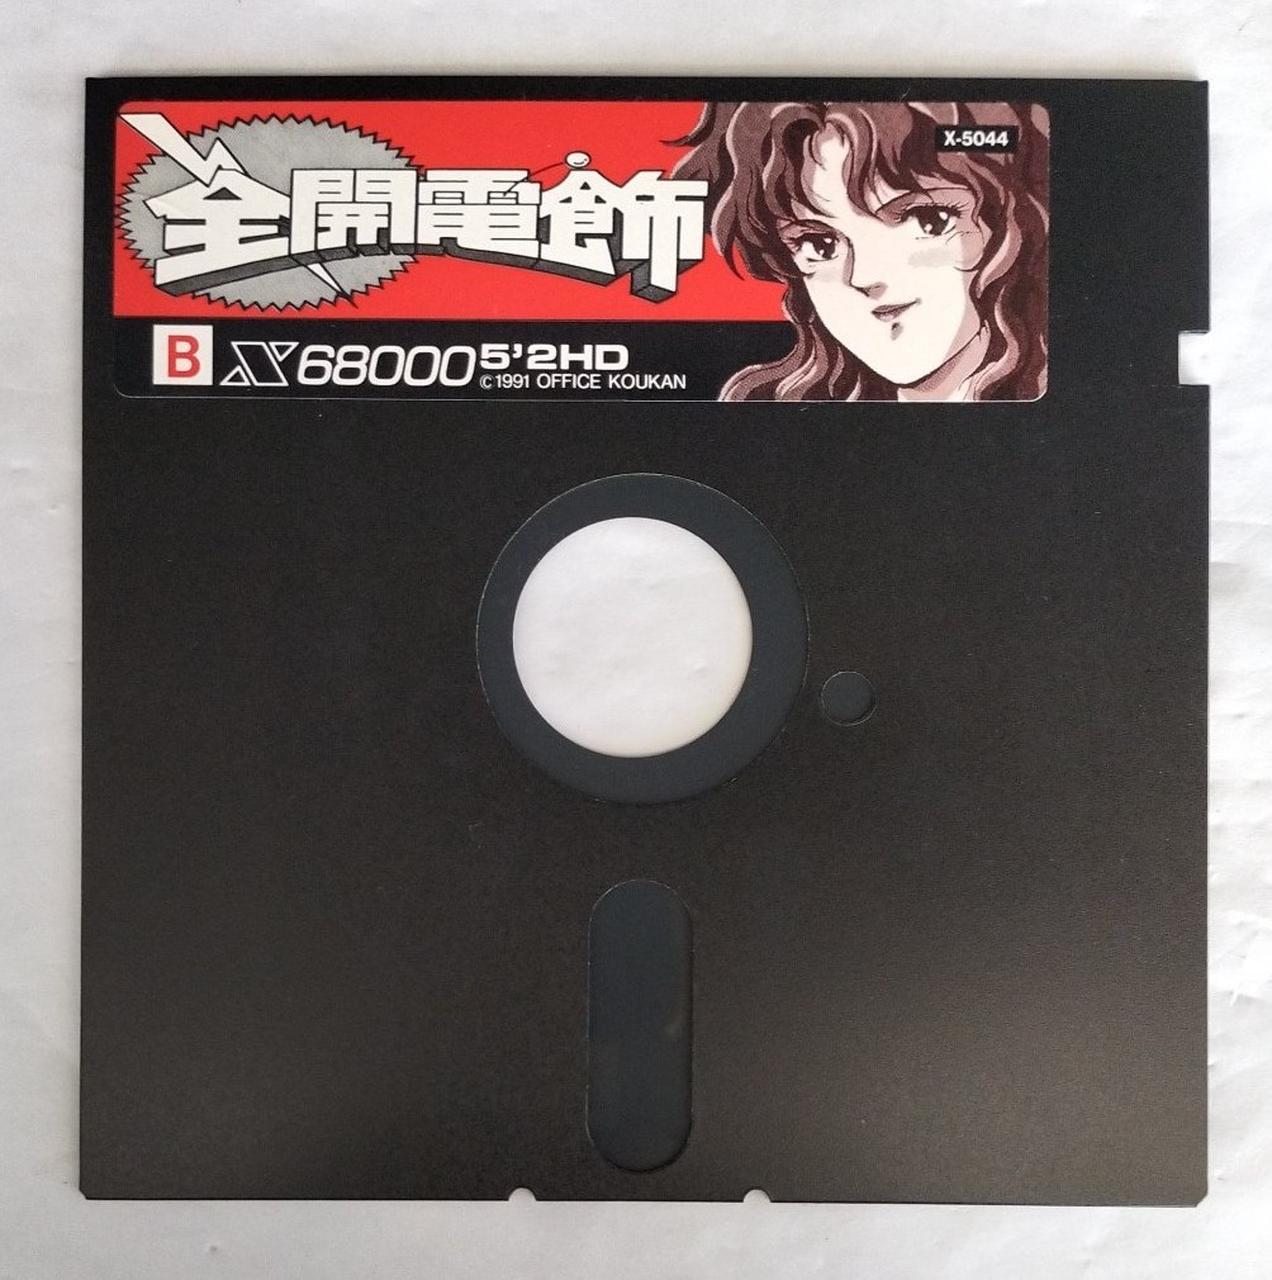 X-5044
全開電飾
B X68000 5'2HD
©1991 OFFICE KOUKAN